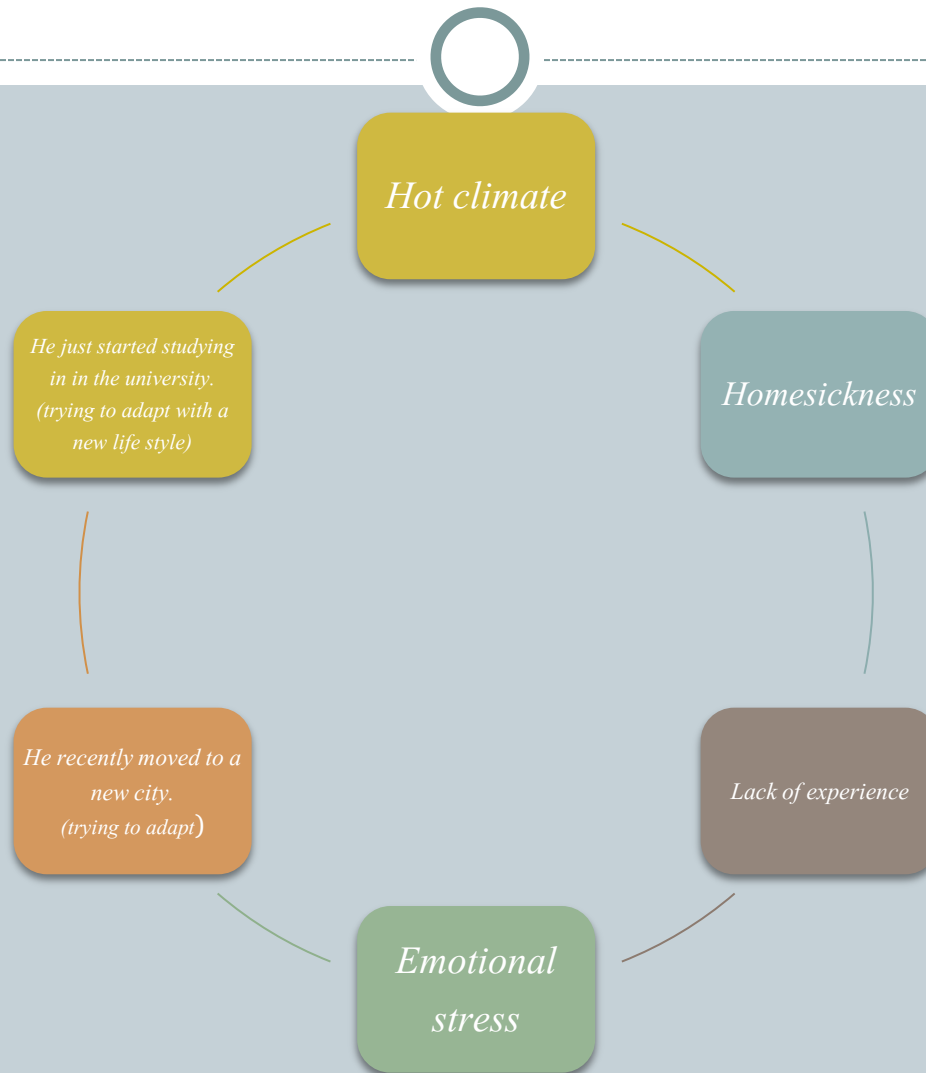 Hot climate
He just started studying
in in the university.
(trying to adapt with a
new life style)
Homesickness
He recently moved to a
new city.
(trying to adapt)
Lack of experience
Emotional
stress